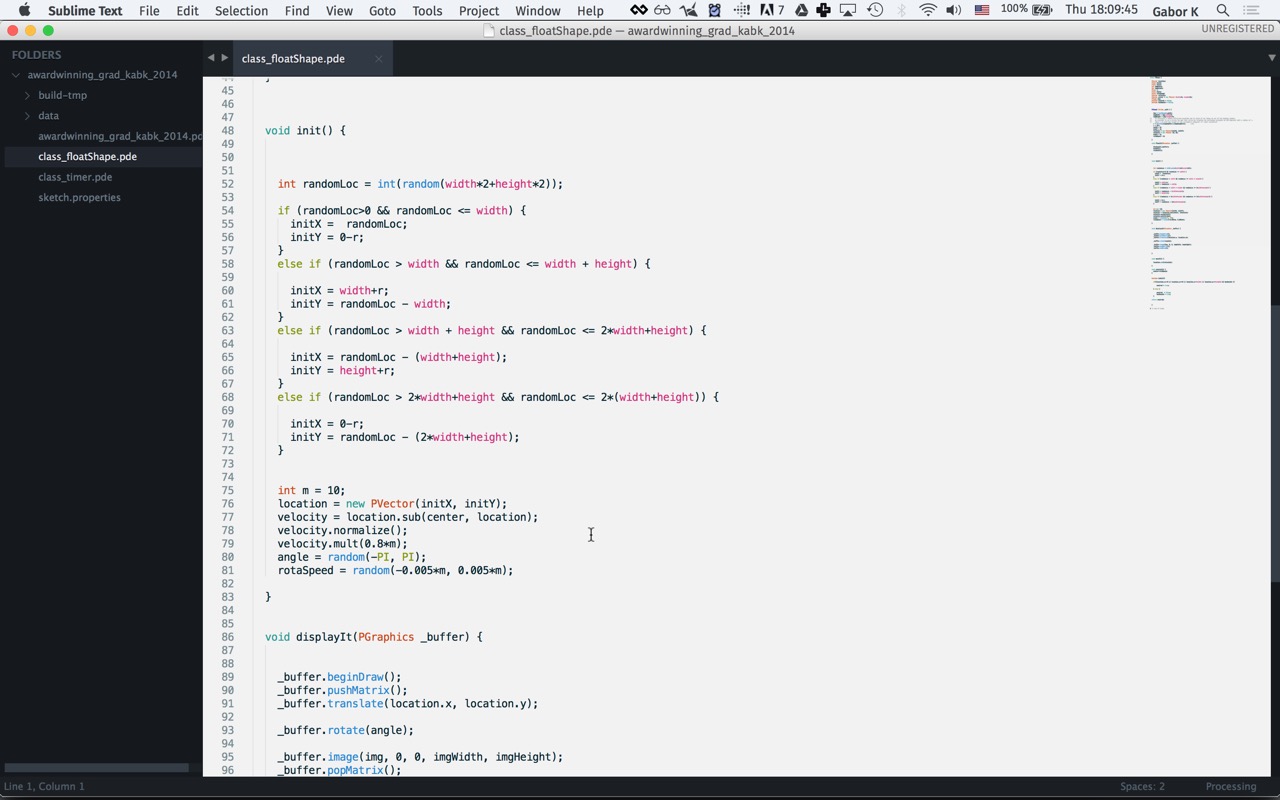 Sublime Text File Edit Selection Find View Goto Tools Project Window Help 7 100% Thu 18:09:45 Gabor K
class_floatShape.pde — awardwinning_grad_kabk_2014
UNREGISTERED
FOLDERS
awardwinning_grad_kabk_2014
build-tmp
data
awardwinning_grad_kabk_2014.pd
class_floatShape.pde
class_timer.pde
sketch.properties
class_floatShape.pde ×
44 }
45
46
47
48 void init() {
49
50
51
52 int randomLoc = int(random(width*2+height*2));
53
54 if (randomLoc>0 && randomLoc <= width) {
55 initX =  randomLoc;
56 initY = 0-r;
57 }
58 else if (randomLoc > width && randomLoc <= width + height) {
59
60 initX = width+r;
61 initY = randomLoc - width;
62 }
63 else if (randomLoc > width + height && randomLoc <= 2*width+height) {
64
65 initX = randomLoc - (width+height);
66 initY = height+r;
67 }
68 else if (randomLoc > 2*width+height && randomLoc <= 2*(width+height)) {
69
70 initX = 0-r;
71 initY = randomLoc - (2*width+height);
72 }
73
74
75 int m = 10;
76 location = new PVector(initX, initY);
77 velocity = location.sub(center, location);
78 velocity.normalize();
79 velocity.mult(0.8*m);
80 angle = random(-PI, PI);
81 rotaSpeed = random(-0.005*m, 0.005*m);
82
83 }
84
85
86 void displayIt(PGraphics _buffer) {
87
88
89 _buffer.beginDraw();
90 _buffer.pushMatrix();
91 _buffer.translate(location.x, location.y);
92
93 _buffer.rotate(angle);
94
95 _buffer.image(img, 0, 0, imgWidth, imgHeight);
96 _buffer.popMatrix();
Line 1, Column 1
Spaces: 2
Processing